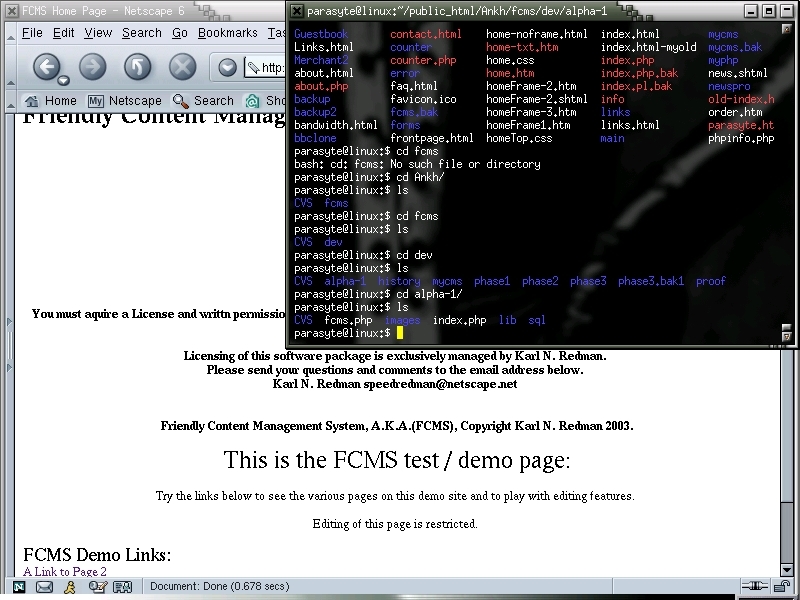 FCMS Home Page - Netscape 6
File Edit View Search Go Bookmarks Tas
http:
Home My Netscape Search Sho
Friendly Content Manag
You must aquire a License and writtn permissio
Licensing of this software package is exclusively managed by Karl N. Redman.
Please send your questions and comments to the email address below.
Karl N. Redman speedredman@netscape.net
Friendly Content Management System, A.K.A.(FCMS), Copyright Karl N. Redman 2003.
This is the FCMS test / demo page:
Try the links below to see the various pages on this demo site and to play with editing features.
Editing of this page is restricted.
FCMS Demo Links:
A Link to Page 2
Document: Done (0.678 secs)
parasyte@linux:~/public_html/Ankh/fcms/dev/alpha-1
Guestbook contact.html home-noframe.html index.html mycms
Links.html counter home-txt.htm index.html-myold mycms.bak
Merchant2 counter.php home.css index.php myphp
about.html error home.htm index.php.bak news.shtml
about.php faq.html homeFrame-2.htm index.pl.bak newspro
backup favicon.ico homeFrame-2.shtml info old-index.h
backup2 fcms.bak homeFrame-3.htm links order.htm
bandwidth.html forms homeFrame1.htm links.html parasyte.ht
bbclone frontpage.html homeTop.css main phpinfo.php
parasyte@linux:$ cd fcms
bash: cd: fcms: No such file or directory
parasyte@linux:$ cd Ankh/
parasyte@linux:$ ls
CVS fcms
parasyte@linux:$ cd fcms
parasyte@linux:$ ls
CVS dev
parasyte@linux:$ cd dev
parasyte@linux:$ ls
CVS alpha-1 history mycms phase1 phase2 phase3 phase3.bak1 proof
parasyte@linux:$ cd alpha-1/
parasyte@linux:$ ls
CVS fcms.php images index.php lib sql
parasyte@linux:$